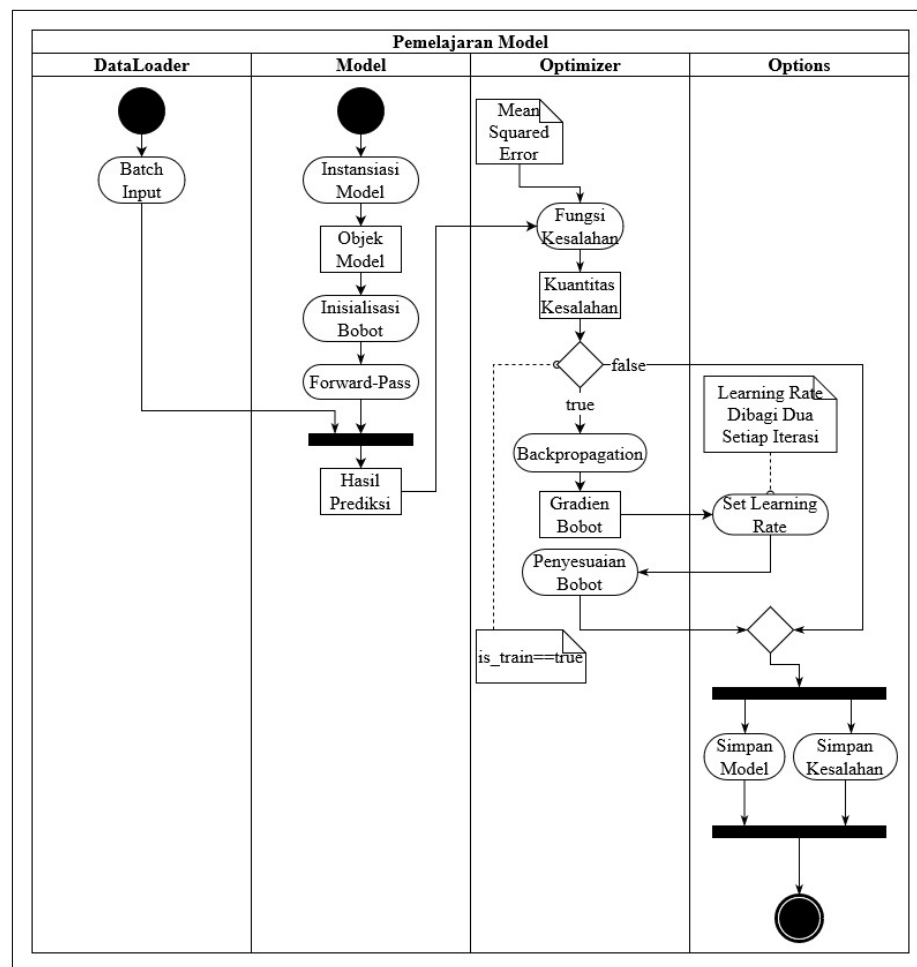 Pemelajaran Model
DataLoader
Model
Optimizer
Options
Batch
Input
Instansiasi
Model
Objek
Model
Inisialisasi
Bobot
Forward-Pass
Hasil
Prediksi
Mean
Squared
Error
Fungsi
Kesalahan
Kuantitas
Kesalahan
false
true
Backpropagation
Gradien
Bobot
Learning Rate
Dibagi Dua
Setiap Iterasi
Set Learning
Rate
Penyesuaian
Bobot
is_train==true
Simpan
Model
Simpan
Kesalahan